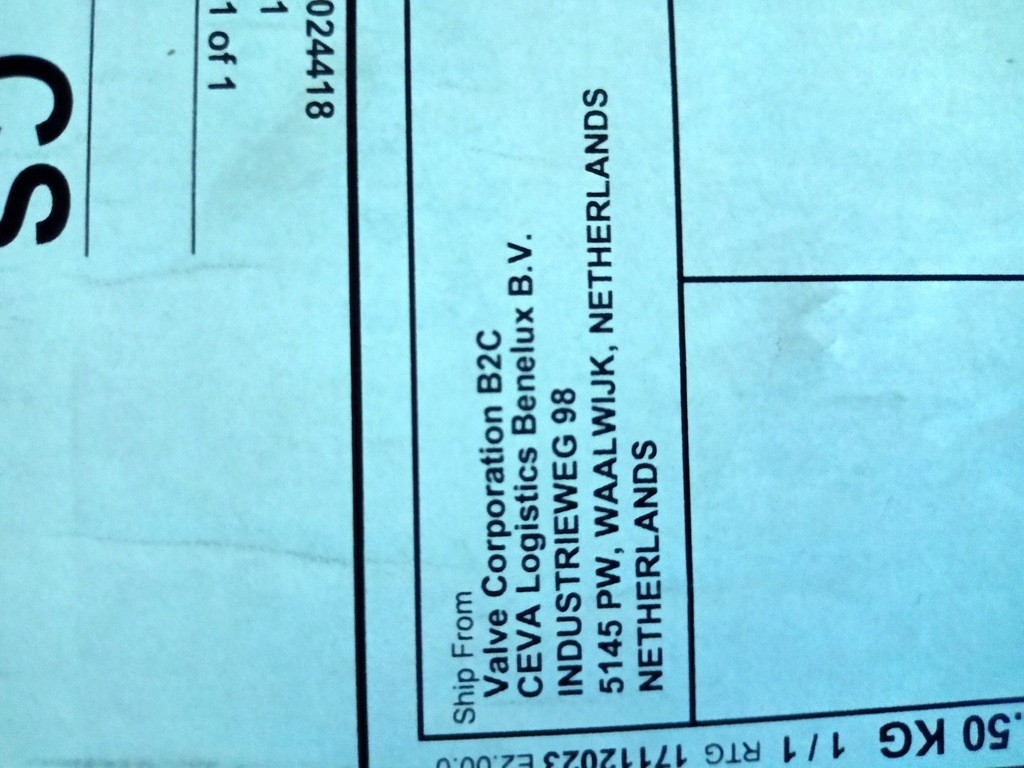 024418
1
1 of 1
CS
Ship From
Valve Corporation B2C
CEVA Logistics Benelux B.V.
INDUSTRIEWEG 98
5145 PW, WAALWIJK, NETHERLANDS
NETHERLANDS
.50 KG 1/1 RTG 17112023